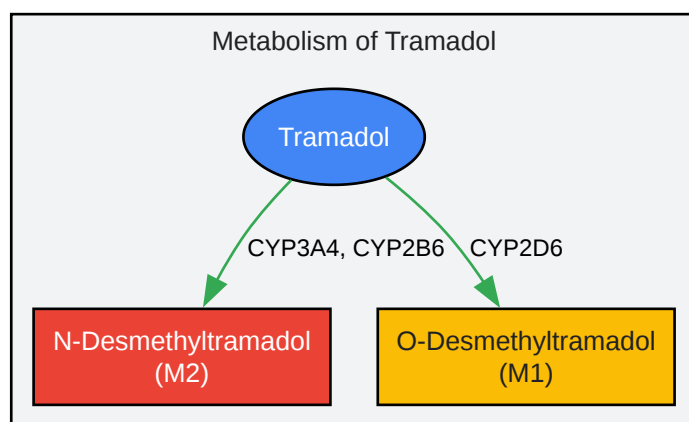 Metabolism of Tramadol
Tramadol
CYP3A4, CYP2B6
CYP2D6
N-Desmethyltramadol
(M2)
O-Desmethyltramadol
(M1)